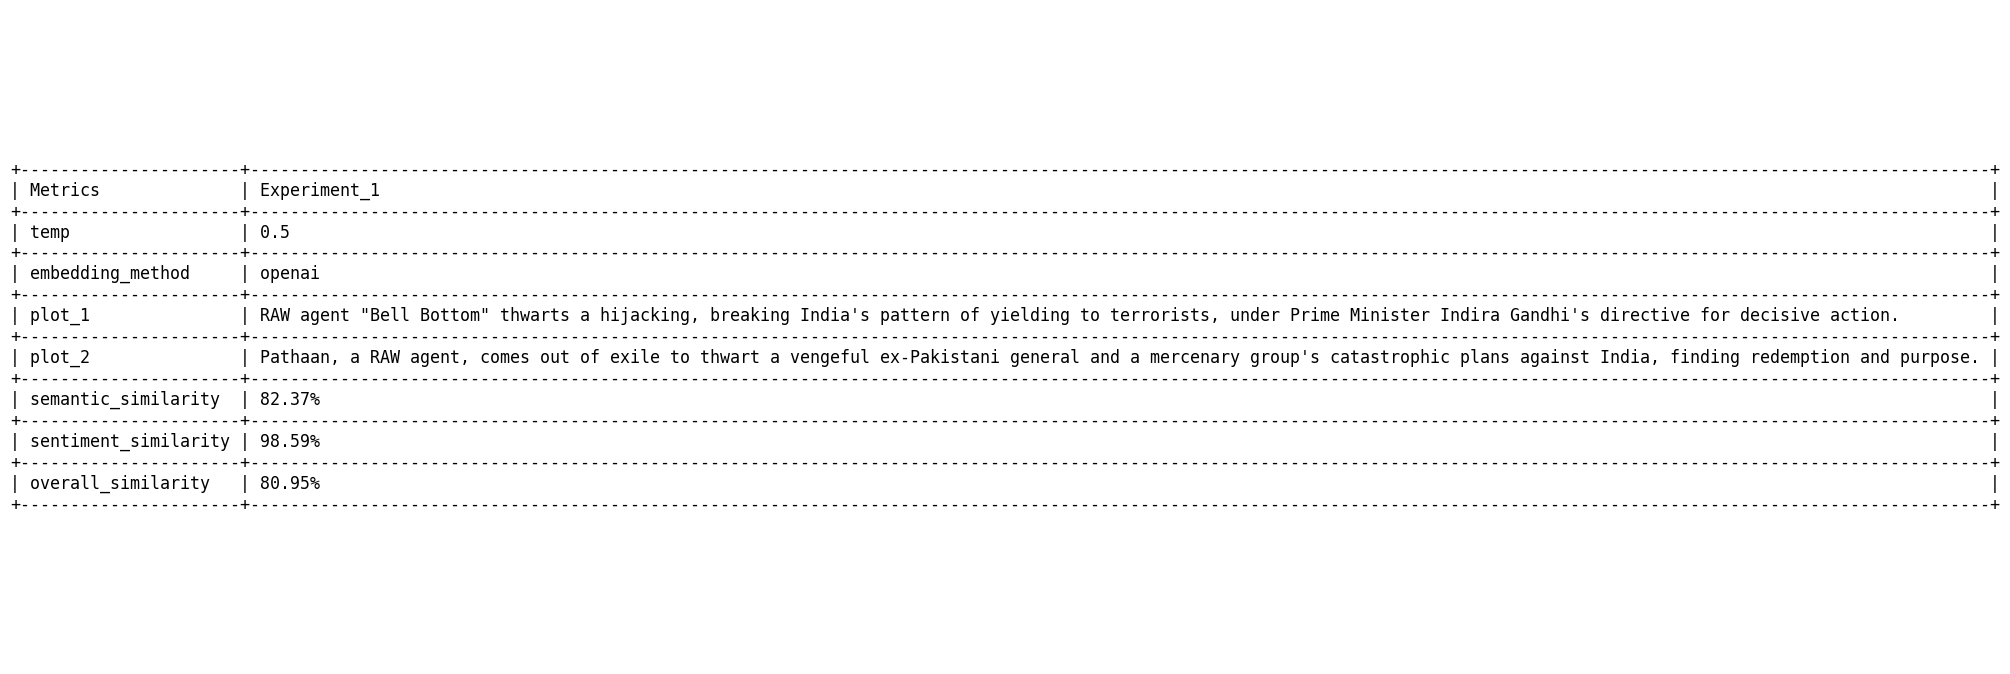 +----------------------+------------------------------------------------------------------------------------------------------------------------------------------------------------------------------+
| Metrics              | Experiment_1                                                                                                                                                                 |
+----------------------+------------------------------------------------------------------------------------------------------------------------------------------------------------------------------+
| temp                 | 0.5                                                                                                                                                                          |
+----------------------+------------------------------------------------------------------------------------------------------------------------------------------------------------------------------+
| embedding_method     | openai                                                                                                                                                                       |
+----------------------+------------------------------------------------------------------------------------------------------------------------------------------------------------------------------+
| plot_1               | RAW agent "Bell Bottom" thwarts a hijacking, breaking India's pattern of yielding to terrorists, under Prime Minister Indira Gandhi's directive for decisive action.         |
+----------------------+------------------------------------------------------------------------------------------------------------------------------------------------------------------------------+
| plot_2               | Pathaan, a RAW agent, comes out of exile to thwart a vengeful ex-Pakistani general and a mercenary group's catastrophic plans against India, finding redemption and purpose. |
+----------------------+------------------------------------------------------------------------------------------------------------------------------------------------------------------------------+
| semantic_similarity  | 82.37%                                                                                                                                                                       |
+----------------------+------------------------------------------------------------------------------------------------------------------------------------------------------------------------------+
| sentiment_similarity | 98.59%                                                                                                                                                                       |
+----------------------+------------------------------------------------------------------------------------------------------------------------------------------------------------------------------+
| overall_similarity   | 80.95%                                                                                                                                                                       |
+----------------------+------------------------------------------------------------------------------------------------------------------------------------------------------------------------------+